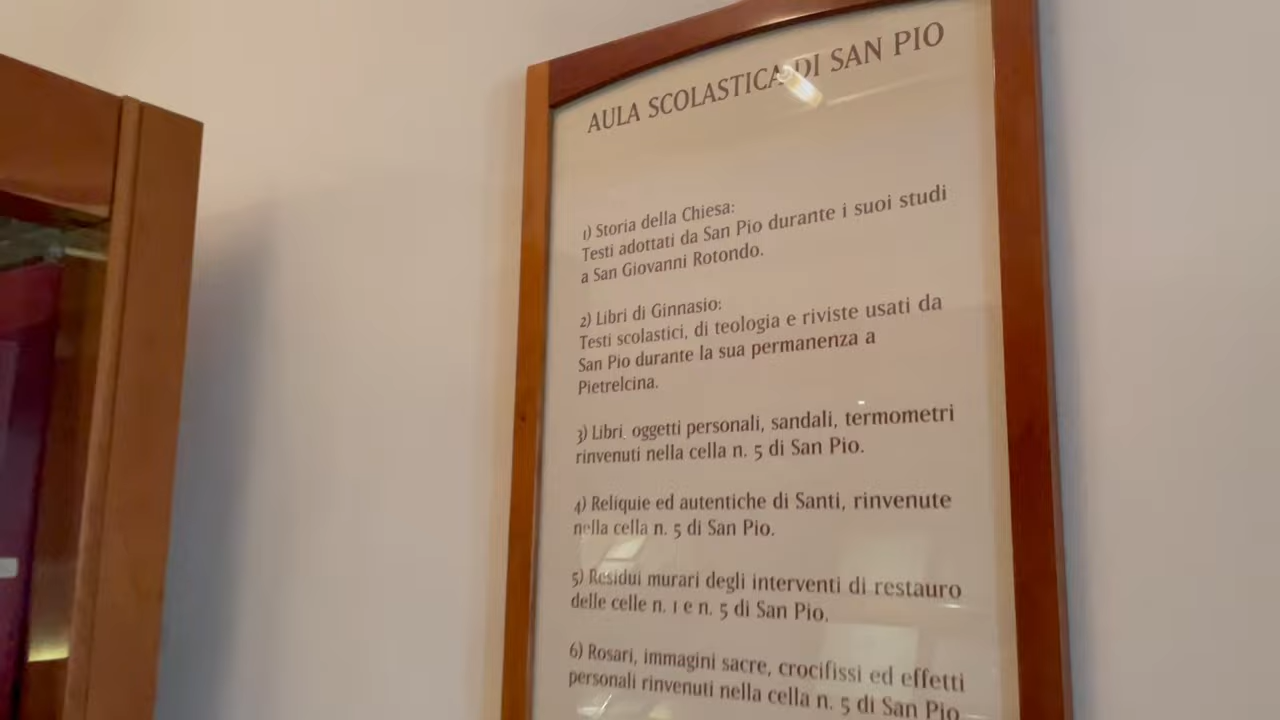 AULA SCOLASTICA DI SAN PIO
1) Storia della Chiesa:
Testi adottati da San Pio durante i suoi studi
a San Giovanni Rotondo.
2) Libri di Ginnasio:
Testi scolastici, di teologia e riviste usati da
San Pio durante la sua permanenza a
Pietrelcina.
3) Libri, oggetti personali, sandali, termometri
rinvenuti nella cella n. 5 di San Pio.
4) Reliquie ed autentiche di Santi, rinvenute
nella cella n. 5 di San Pio.
5) Residui murari degli interventi di restauro
delle celle n. 1 e n. 5 di San Pio.
6) Rosari, immagini sacre, crocifissi ed effetti
personali rinvenuti nella cella n. 5 di San Pio